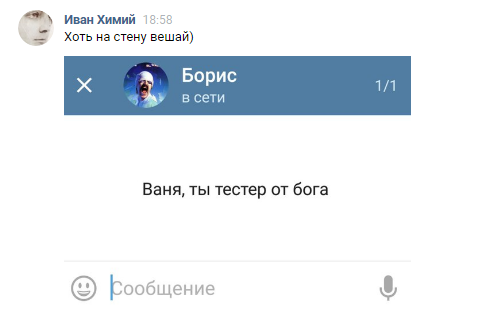 Иван Химий 18:58
Хоть на стену вешай)
Борис
в сети
1/1
Ваня, ты тестер от бога
Сообщение